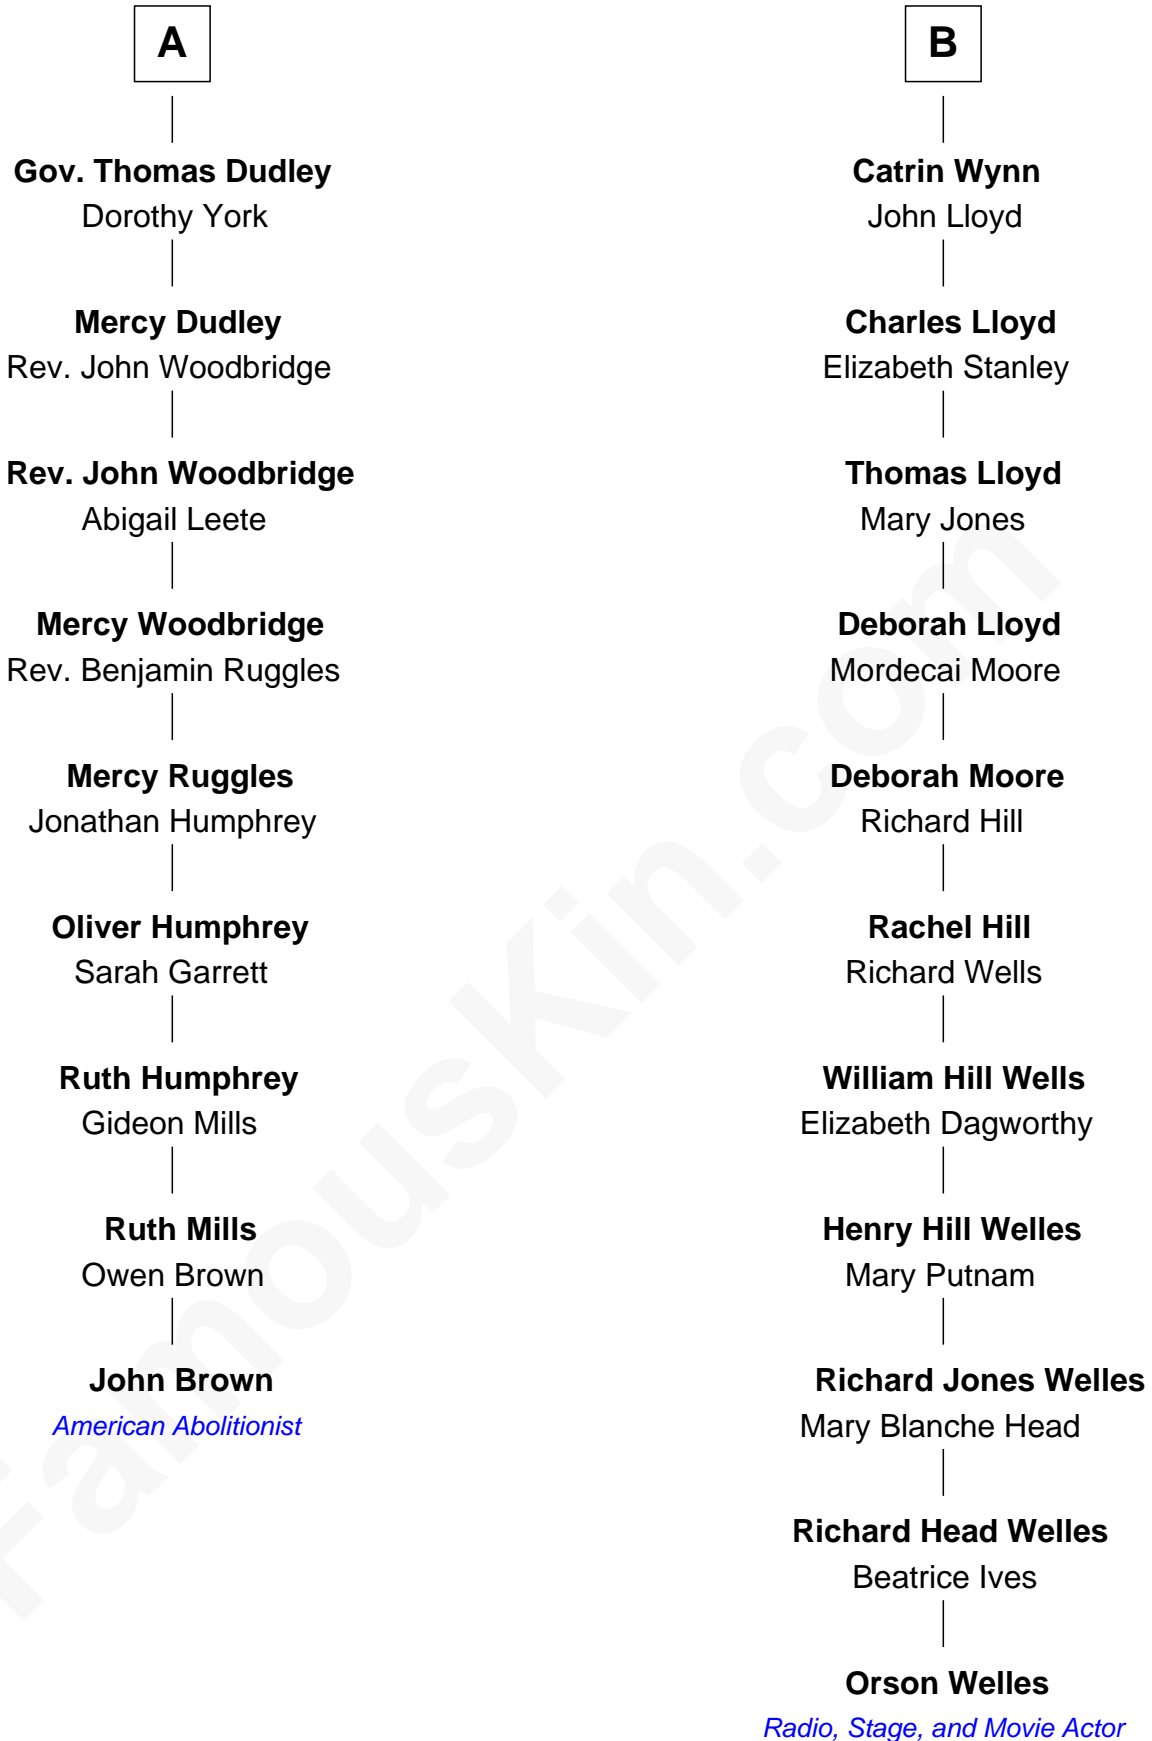 A
Gov. Thomas Dudley
Dorothy York
Mercy Dudley
Rev. John Woodbridge
Rev. John Woodbridge
Abigail Leete
Mercy Woodbridge
Rev. Benjamin Ruggles
Mercy Ruggles
Jonathan Humphrey
Oliver Humphrey
Sarah Garrett
Ruth Humphrey
Gideon Mills
Ruth Mills
Owen Brown
John Brown
American Abolitionist
B
Catrin Wynn
John Lloyd
Charles Lloyd
Elizabeth Stanley
Thomas Lloyd
Mary Jones
Deborah Lloyd
Mordecai Moore
Deborah Moore
Richard Hill
Rachel Hill
Richard Wells
William Hill Wells
Elizabeth Dagworthy
Henry Hill Welles
Mary Putnam
Richard Jones Welles
Mary Blanche Head
Richard Head Welles
Beatrice Ives
Orson Welles
Radio, Stage, and Movie Actor
FamousKin.com